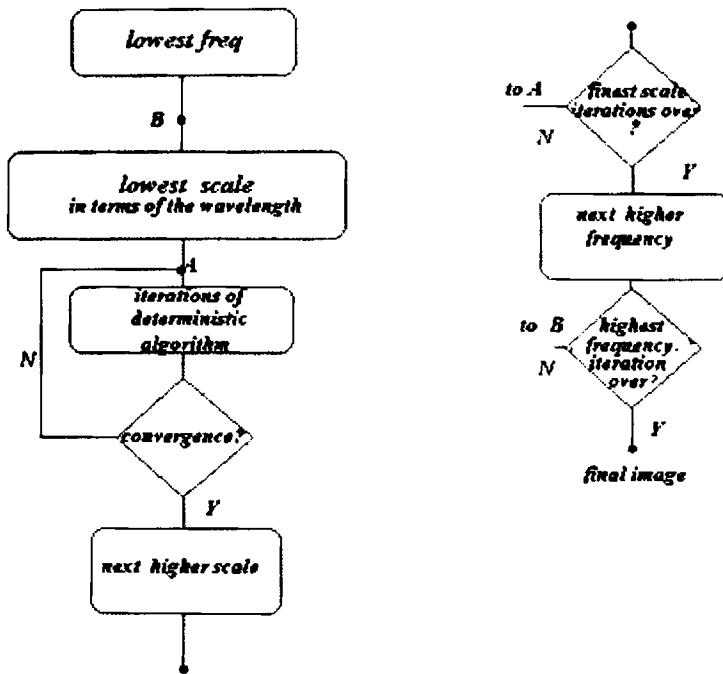 lowest freq
B
lowest scale
in terms of the wavelength
A
iterations of
deterministic
algorithm
N
convergence?
Y
next higher scale
finest scale
iterations over
?
to A
N
Y
next higher
frequency
to B
N
highest
frequency.
iteration
over?
Y
final image